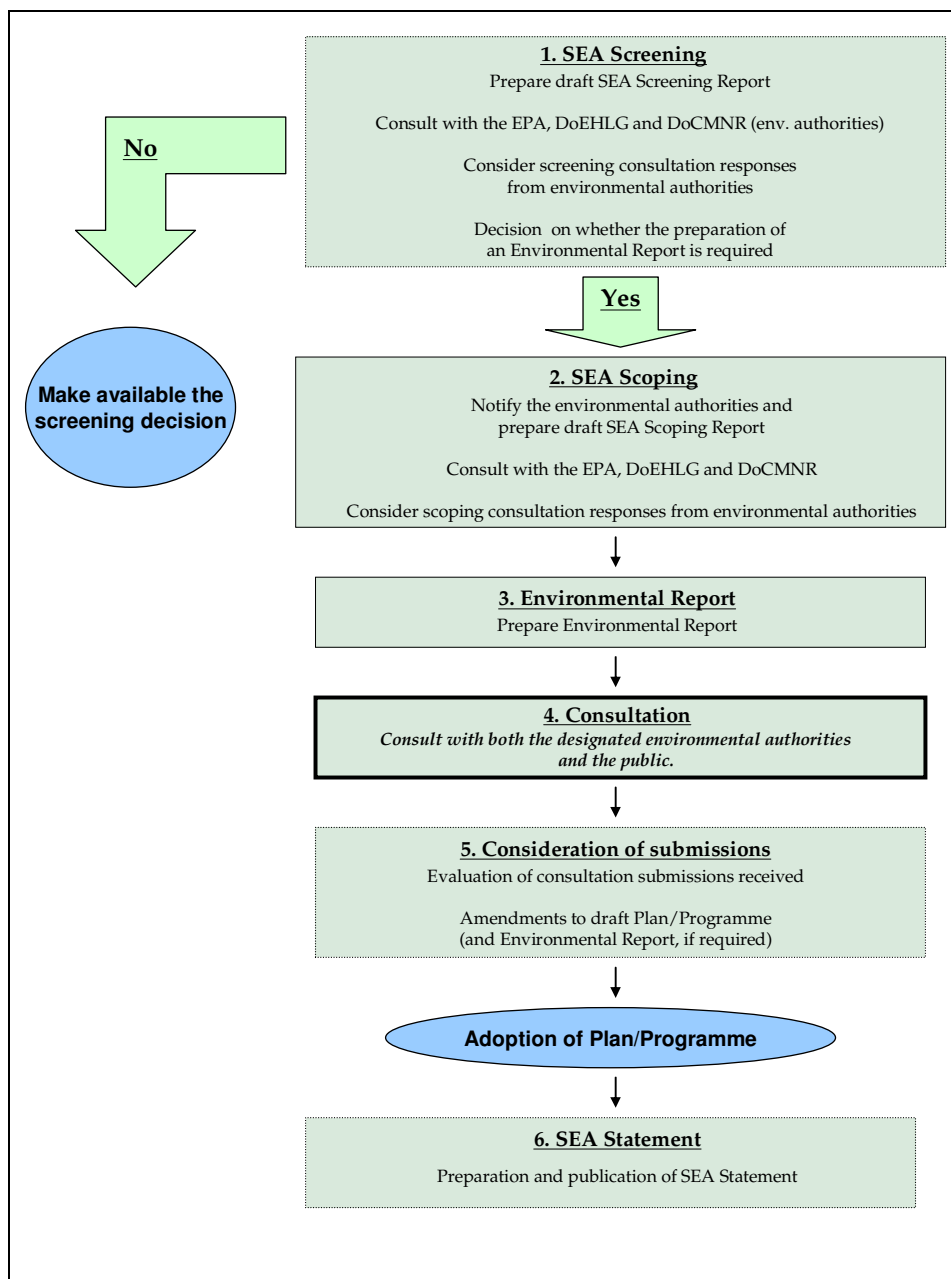 1. SEA Screening
Prepare draft SEA Screening Report
Consult with the EPA, DoEHLG and DoCMNR (env. authorities)
Consider screening consultation responses
from environmental authorities
Decision on whether the preparation of
an Environmental Report is required
No
Yes
Make available the
screening decision
2. SEA Scoping
Notify the environmental authorities and
prepare draft SEA Scoping Report
Consult with the EPA, DoEHLG and DoCMNR
Consider scoping consultation responses from environmental authorities
3. Environmental Report
Prepare Environmental Report
4. Consultation
Consult with both the designated environmental authorities
and the public.
5. Consideration of submissions
Evaluation of consultation submissions received
Amendments to draft Plan/Programme
(and Environmental Report, if required)
Adoption of Plan/Programme
6. SEA Statement
Preparation and publication of SEA Statement